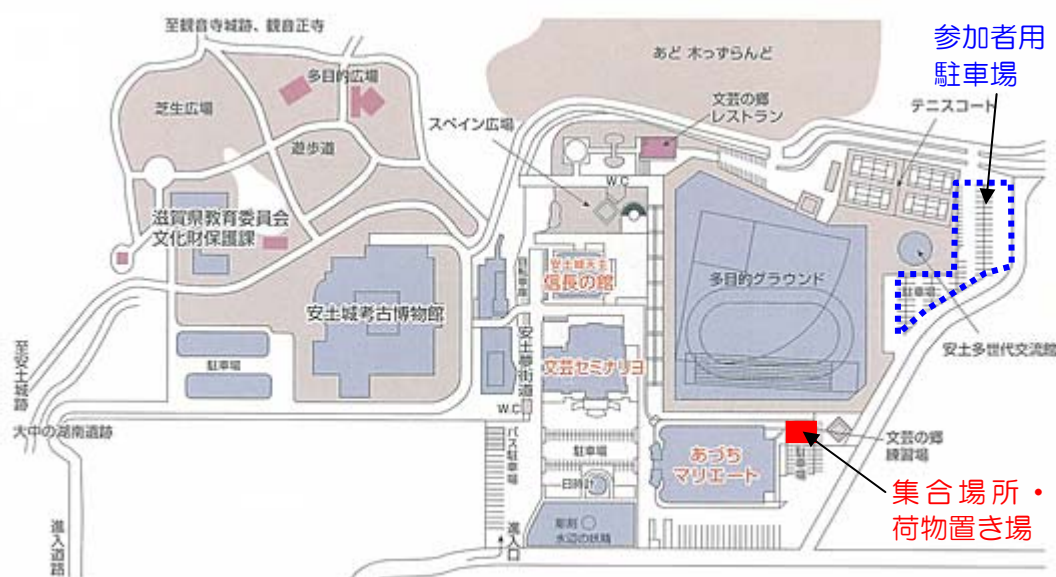 至観音寺城跡、観音正寺
多目的広場
芝生広場
遊歩道
スペイン広場
あど 木っずらんど
文芸の郷
レストラン
参加者用
駐車場
テニスコート
W.C
滋賀県教育委員会
文化財保護課
自転車屋
安土城天主
信長の館
多目的グラウンド
駐車場
安土城考古博物館
安土多世代交流館
至安土城跡
駐車場
安土夢街道
文芸セミナリヨ
W.C
大中の湖南遺跡
バス駐車場
駐車場
あづち
マリエート
駐車場
文芸の郷
練習場
日時計
集合場所・
荷物置き場
進入道路
進入口
彫刻
水辺の妖精